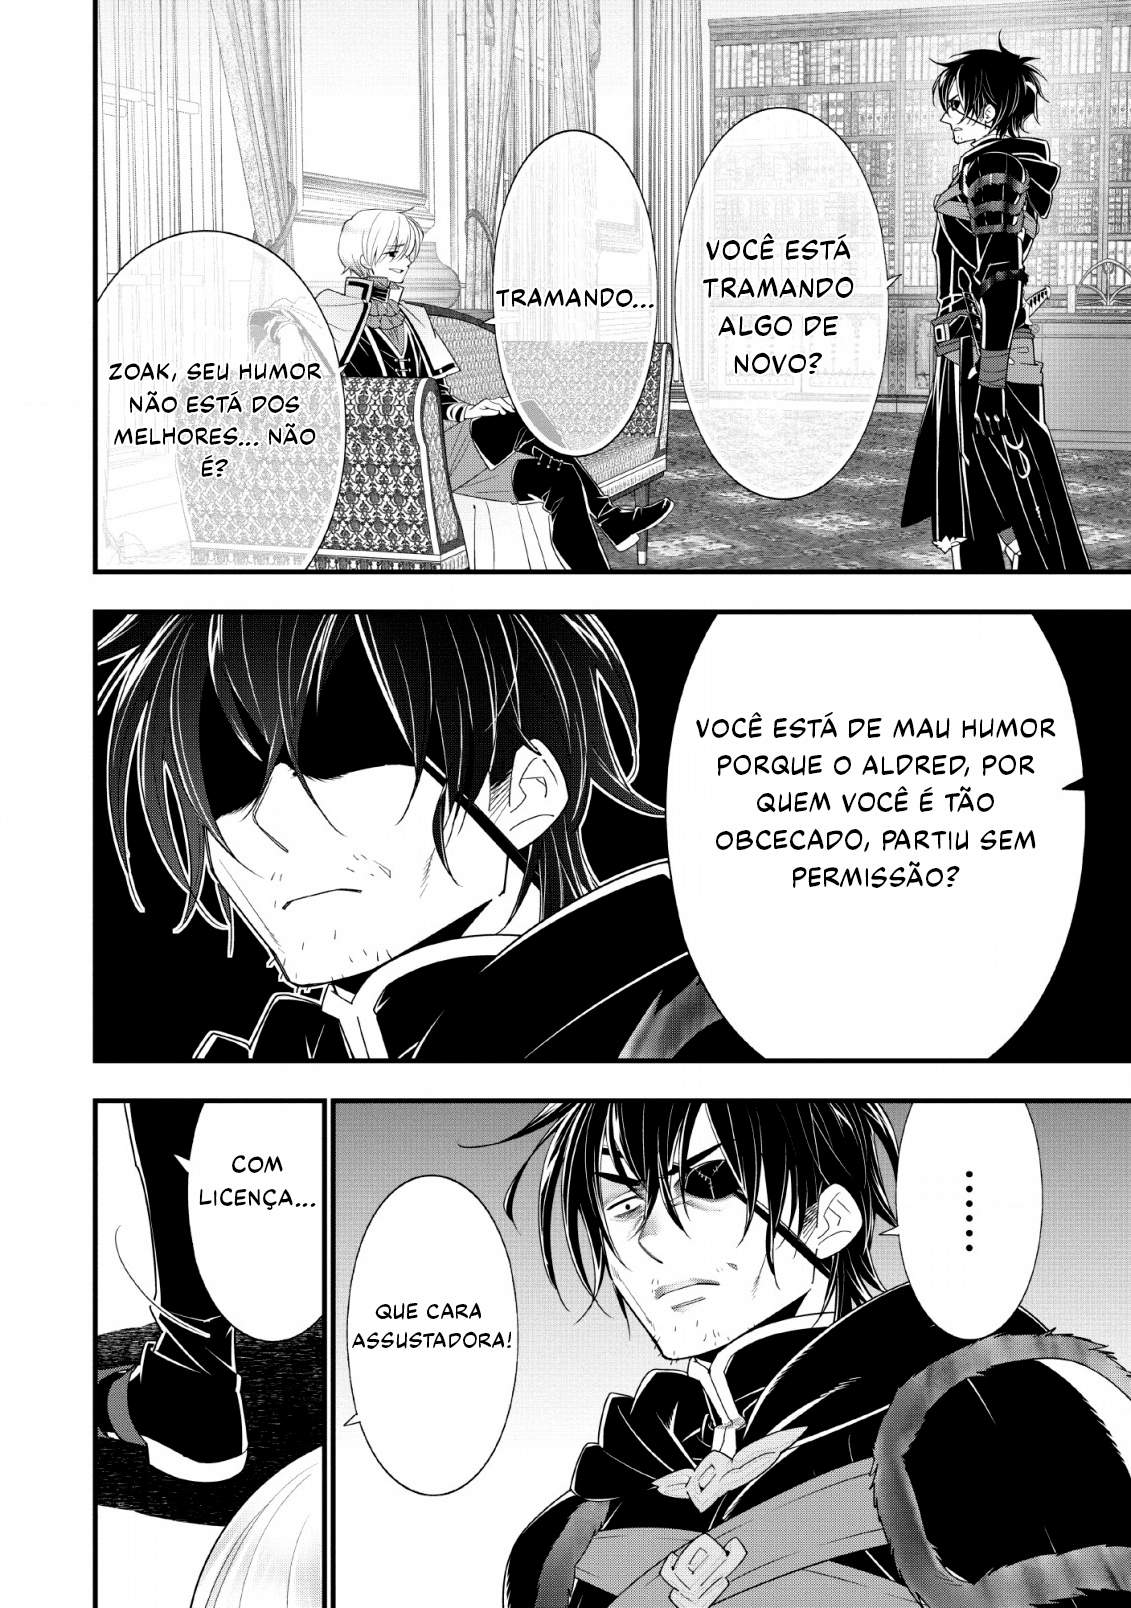 VOCÊ ESTÁ
TRAMANDO
ALGO DE
NOVO?
TRAMANDO...
ZOAK, SEU HUMOR
NÃO ESTÁ DOS
MELHORES... NÃO
É?
VOCÊ ESTÁ DE MAU HUMOR
PORQUE O ALDRED, POR
QUEM VOCÊ É TÃO
OBCECADO, PARTIU SEM
PERMISSÃO?
.....
QUE CARA
ASSUSTADORA!
COM
LICENÇA...